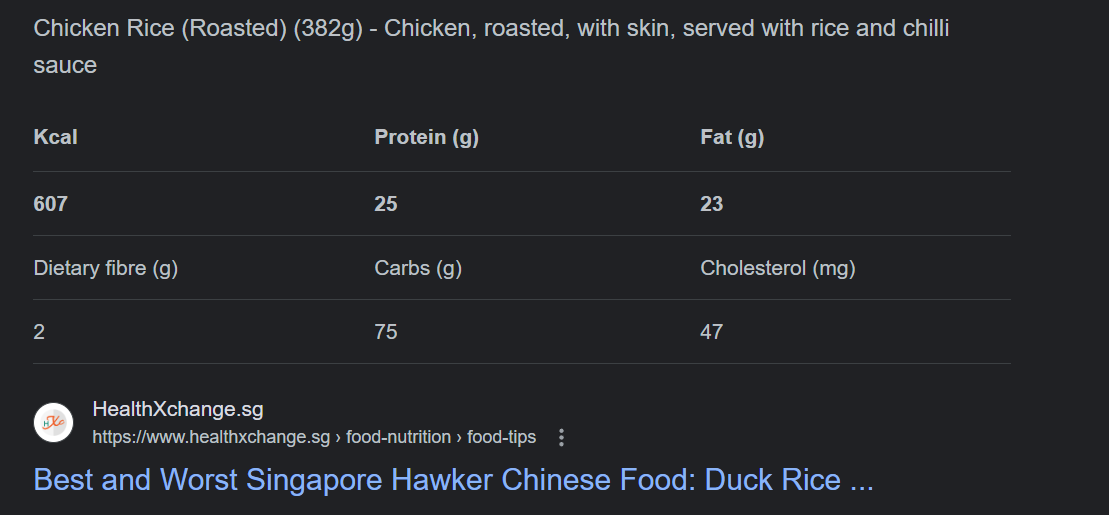 Chicken Rice (Roasted) (382g) - Chicken, roasted, with skin, served with rice and chilli
sauce
Kcal Protein (g) Fat (g)
607 25 23
Dietary fibre (g) Carbs (g) Cholesterol (mg)
2 75 47
HealthXchange.sg
https://www.healthxchange.sg › food-nutrition › food-tips
Best and Worst Singapore Hawker Chinese Food: Duck Rice ...